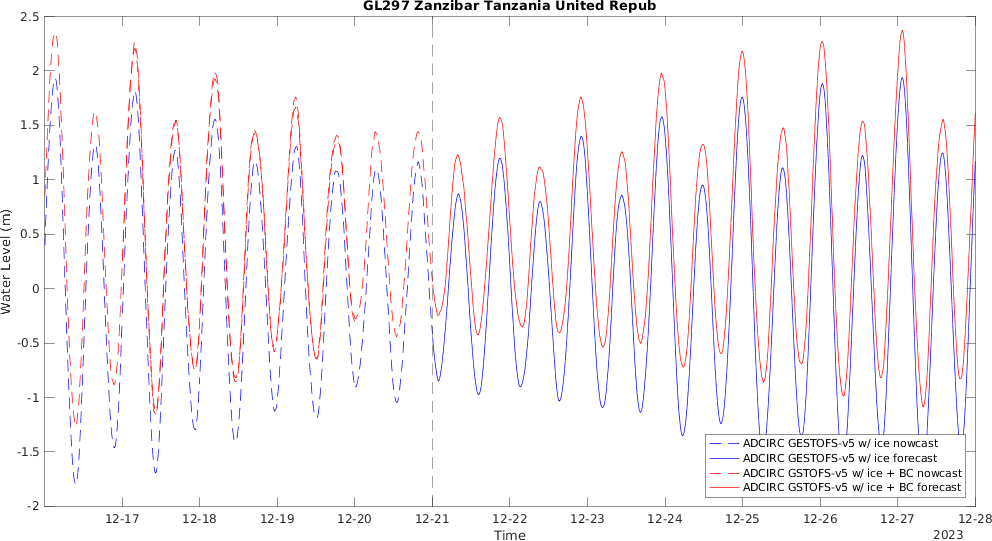 GL297 Zanzibar Tanzania United Repub
2.5
2
1.5
1
0.5
0
-0.5
-1
-1.5
-2
Water Level (m)
ADCIRC GESTOFS-v5 w/ ice nowcast
ADCIRC GESTOFS-v5 w/ ice forecast
ADCIRC GSTOFS-v5 w/ ice + BC nowcast
ADCIRC GSTOFS-v5 w/ ice + BC forecast
12-17 12-18 12-19 12-20 12-21 12-22 12-23 12-24 12-25 12-26 12-27 12-28
Time
2023